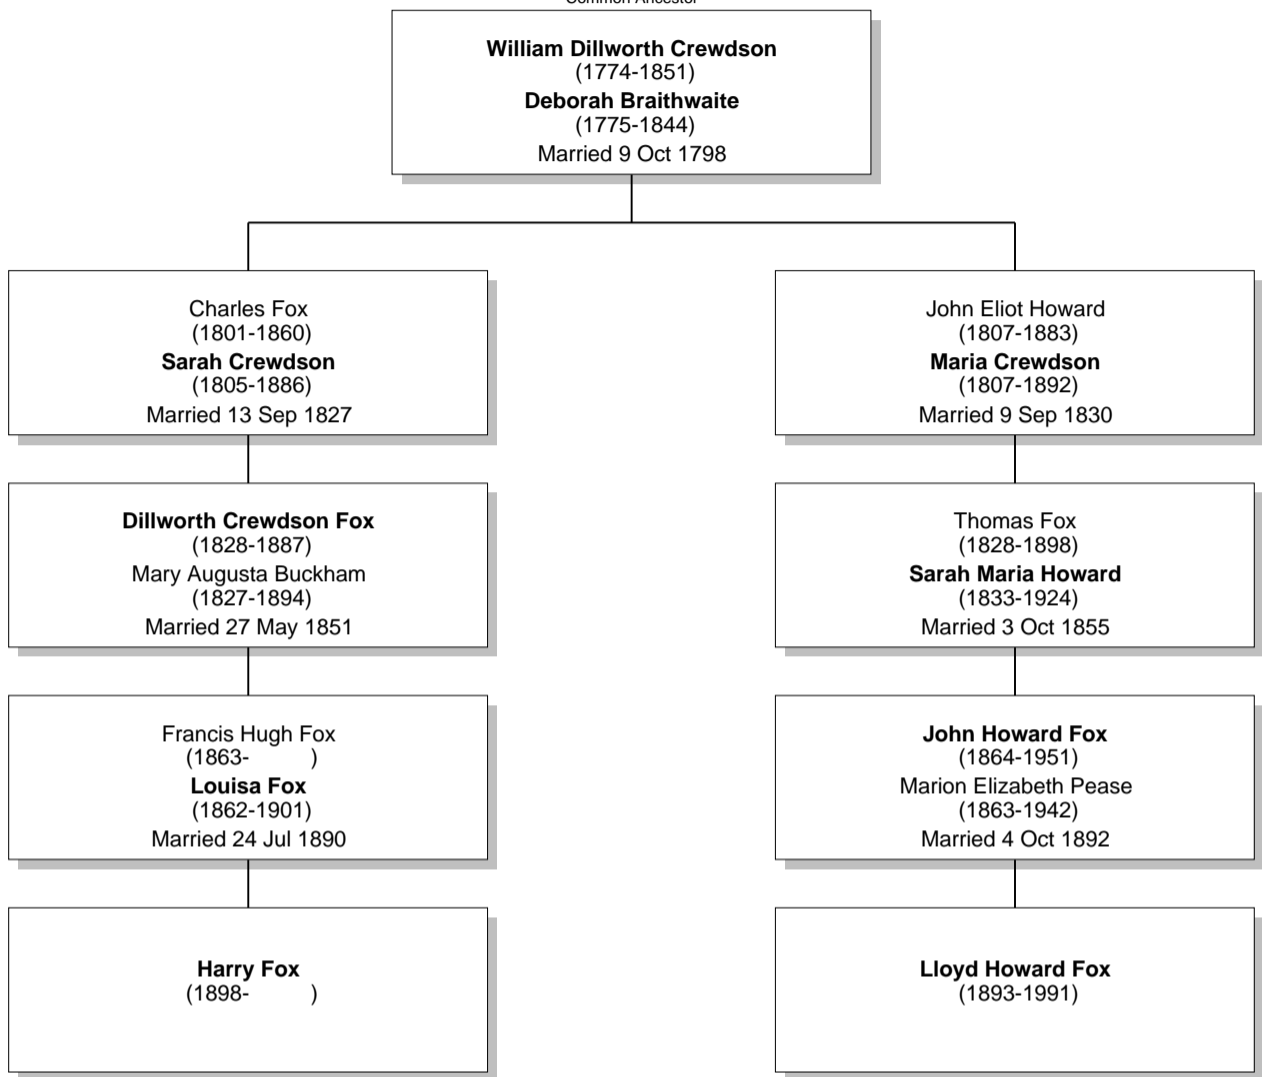 Common Ancestor
William Dillworth Crewdson
(1774-1851)
Deborah Braithwaite
(1775-1844)
Married 9 Oct 1798
Charles Fox
(1801-1860)
Sarah Crewdson
(1805-1886)
Married 13 Sep 1827
John Eliot Howard
(1807-1883)
Maria Crewdson
(1807-1892)
Married 9 Sep 1830
Dillworth Crewdson Fox
(1828-1887)
Mary Augusta Buckham
(1827-1894)
Married 27 May 1851
Thomas Fox
(1828-1898)
Sarah Maria Howard
(1833-1924)
Married 3 Oct 1855
Francis Hugh Fox
(1863- )
Louisa Fox
(1862-1901)
Married 24 Jul 1890
John Howard Fox
(1864-1951)
Marion Elizabeth Pease
(1863-1942)
Married 4 Oct 1892
Harry Fox
(1898- )
Lloyd Howard Fox
(1893-1991)